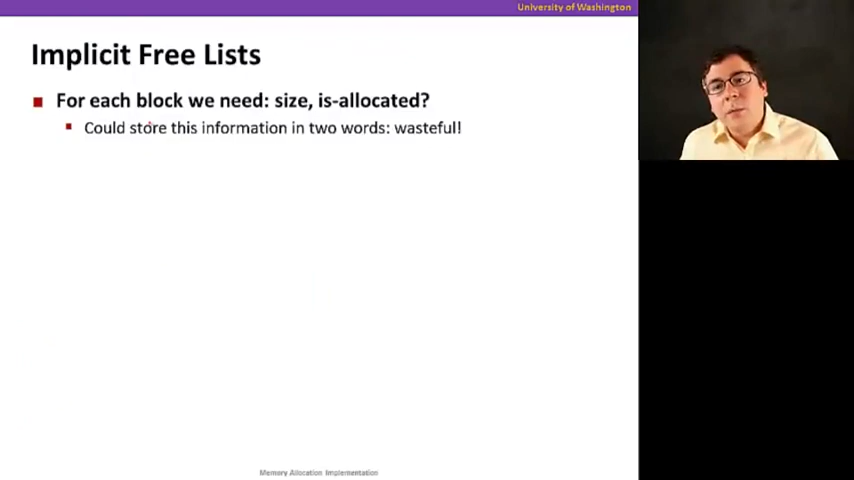 University of Washington
Implicit Free Lists
For each block we need: size, is-allocated?
Could store this information in two words: wasteful!
Memory Allocation Implementation